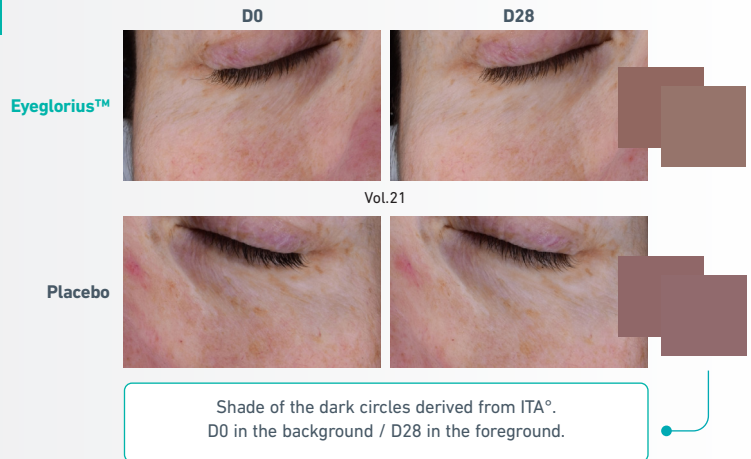 D0
D28
Eyeglorius™
Vol.21
Placebo
Shade of the dark circles derived from ITA°.
D0 in the background / D28 in the foreground.